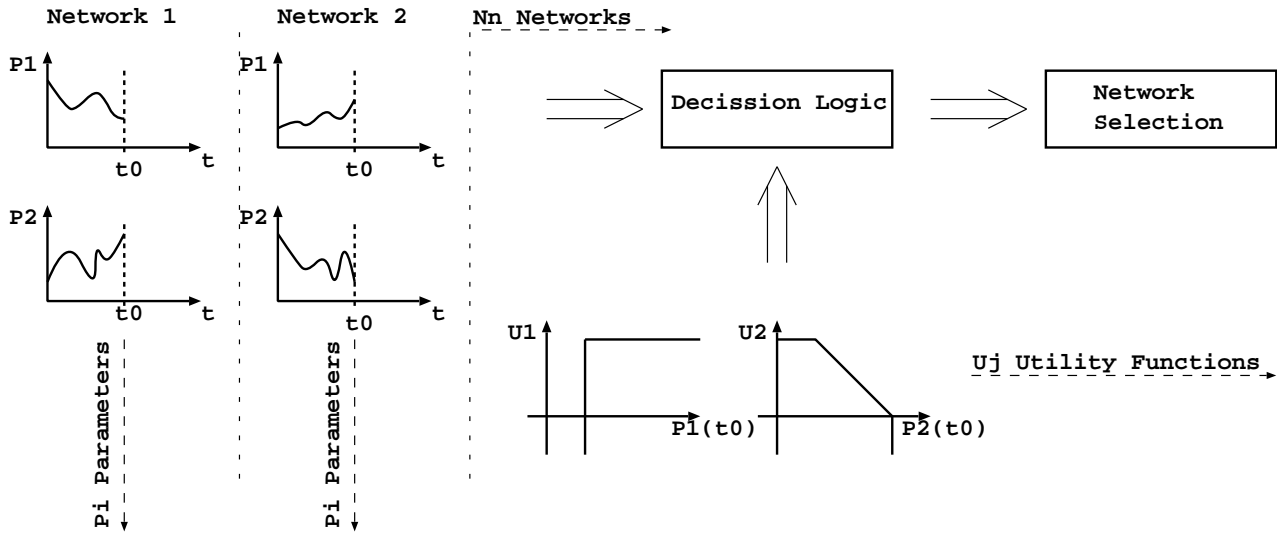 Network 1
Network 2
Nn Networks
P1
t0
t
P1
t0
t
Decission Logic
Network
Selection
P2
t0
t
P2
t0
t
Pi Parameters
Pi Parameters
U1
P1(t0)
U2
P2(t0)
Uj Utility Functions